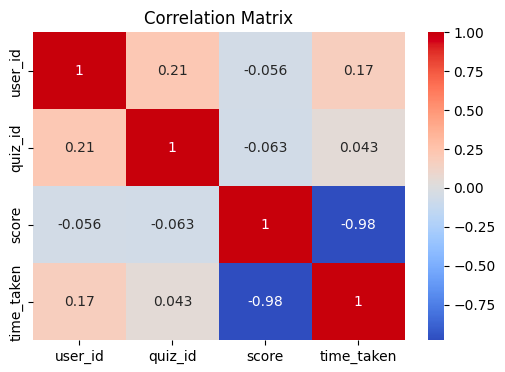 Correlation Matrix
user_id 1 0.21 -0.056 0.17
quiz_id 0.21 1 -0.063 0.043
score -0.056 -0.063 1 -0.98
time_taken 0.17 0.043 -0.98 1
user_id quiz_id score time_taken
1.00
0.75
0.50
0.25
0.00
−0.25
−0.50
−0.75